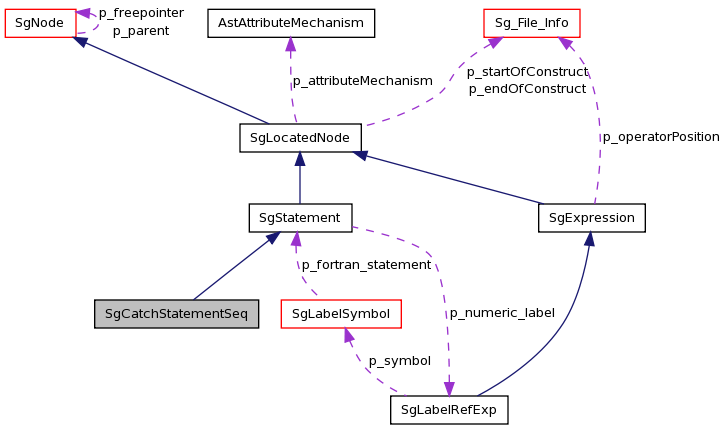 SgNode
p_freepointer
p_parent
AstAttributeMechanism
Sg_File_Info
p_attributeMechanism
p_startOfConstruct
p_endOfConstruct
SgLocatedNode
p_operatorPosition
SgStatement
SgExpression
p_fortran_statement
SgCatchStatementSeq
SgLabelSymbol
p_numeric_label
p_symbol
SgLabelRefExp